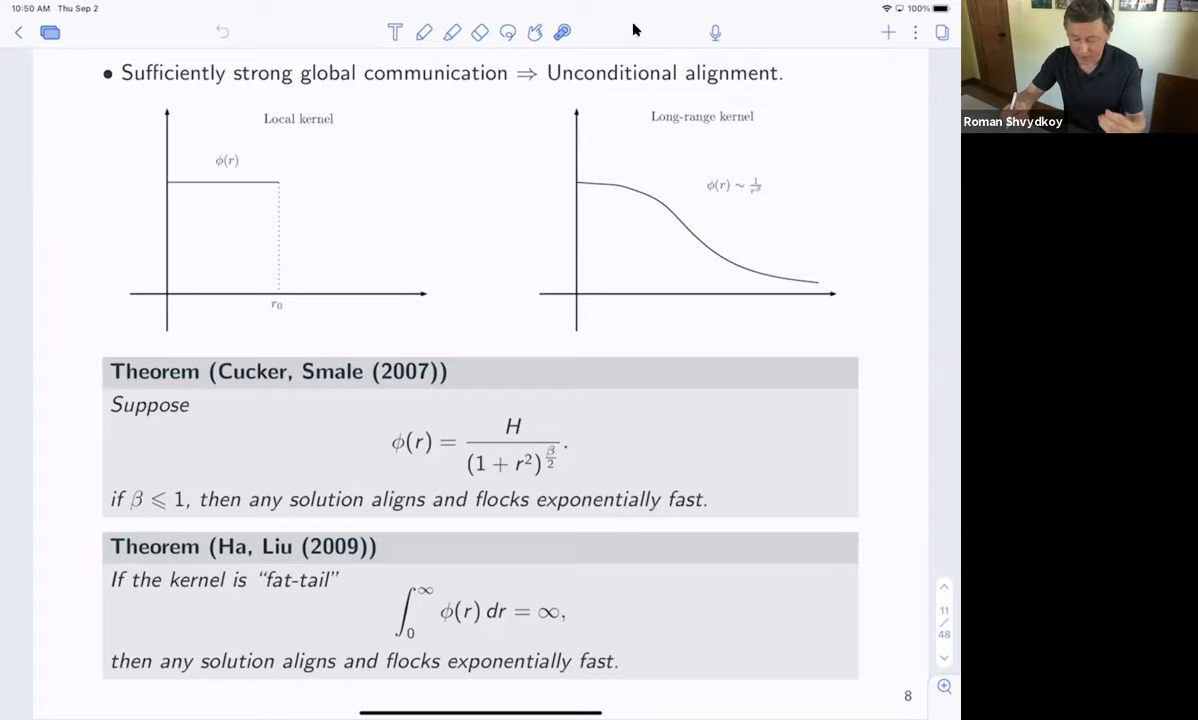 10:50 AM Thu Sep 2
100%
• Sufficiently strong global communication ⇒ Unconditional alignment.
Local kernel
Long-range kernel
ϕ(r)
ϕ(r) ∼ 1/r^β
r₀
Theorem (Cucker, Smale (2007))
Suppose
ϕ(r) = H / (1 + r²)^(β/2) .
if β ⩽ 1, then any solution aligns and flocks exponentially fast.
Theorem (Ha, Liu (2009))
If the kernel is “fat-tail”
∫₀^∞ ϕ(r) dr = ∞,
then any solution aligns and flocks exponentially fast.
8
11
/
48
Roman Shvydkoy